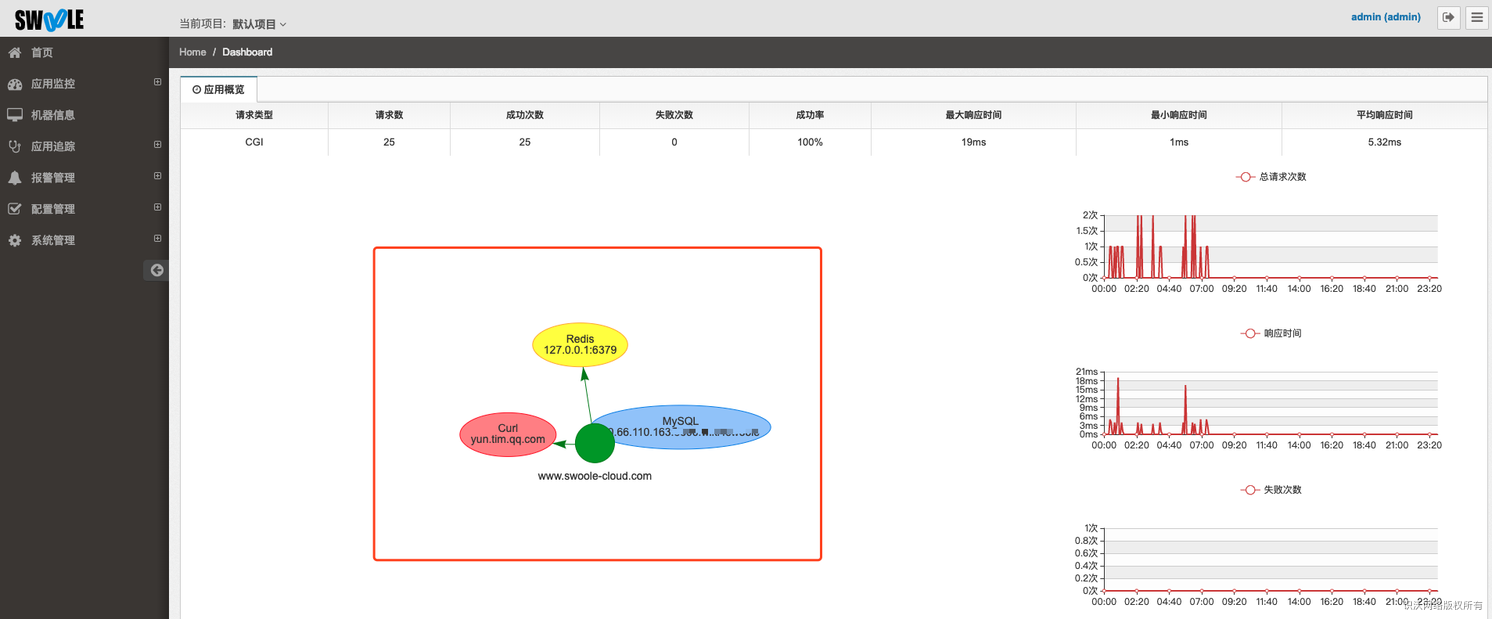 SWOOLE
当前项目: 默认项目
admin (admin)
首页
应用监控
机器信息
应用追踪
报警管理
配置管理
系统管理
Home / Dashboard
应用概览
请求类型 请求数 成功次数 失败次数 成功率 最大响应时间 最小响应时间 平均响应时间
CGI 25 25 0 100% 19ms 1ms 5.32ms
Redis
127.0.0.1:6379
Curl
yun.tim.qq.com
MySQL
.66.110.163
www.swoole-cloud.com
总请求次数
2次
1.5次
1次
0.5次
0次
00:00 02:20 04:40 07:00 09:20 11:40 14:00 16:20 18:40 21:00 23:20
响应时间
21ms
18ms
15ms
12ms
9ms
6ms
3ms
0ms
00:00 02:20 04:40 07:00 09:20 11:40 14:00 16:20 18:40 21:00 23:20
失败次数
1次
0.8次
0.6次
0.4次
0.2次
0次
00:00 02:20 04:40 07:00 09:20 11:40 14:00 16:20 18:40 21:00 23:20
识沃网络版权所有